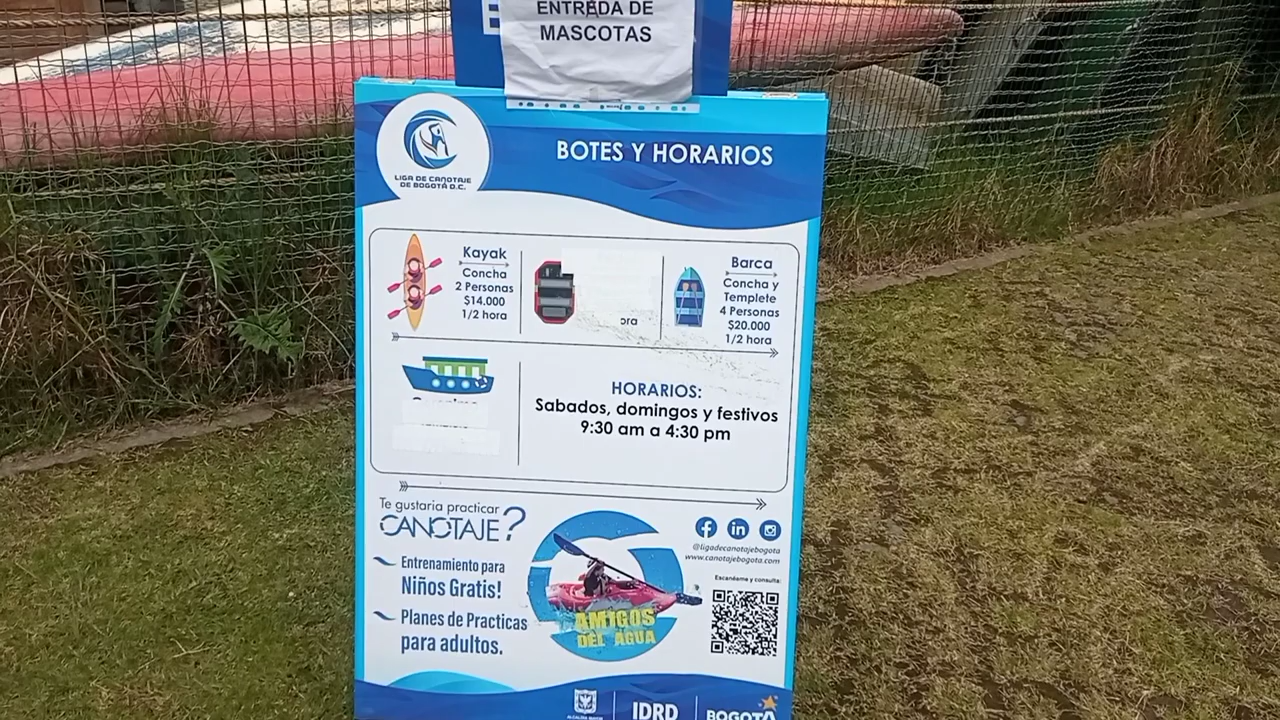 ENTREDA DE
MASCOTAS
LIGA DE CANOTAJE
DE BOGOTÁ D.C.
BOTES Y HORARIOS
Kayak
Concha
2 Personas
$14.000
1/2 hora
ora
Barca
Concha y
Templete
4 Personas
$20.000
1/2 hora
HORARIOS:
Sabados, domingos y festivos
9:30 am a 4:30 pm
Te gustaria practicar
CANOTAJE?
Entrenamiento para
Niños Gratis!
Planes de Practicas
para adultos.
AMIGOS
DEL AGUA
@ligadecanotajebogota
www.canotajebogota.com
Escanéame y consulta:
ALCALDÍA MAYOR
IDRD
BOGOTÁ